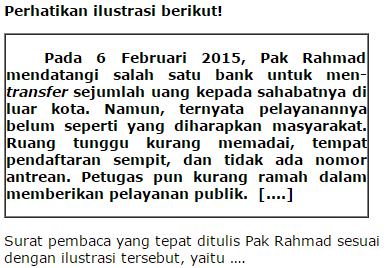 Perhatikan ilustrasi berikut!
Pada 6 Februari 2015, Pak Rahmad
mendatangi salah satu bank untuk men-
transfer sejumlah uang kepada sahabatnya di
luar kota. Namun, ternyata pelayanannya
belum seperti yang diharapkan masyarakat.
Ruang tunggu kurang memadai, tempat
pendaftaran sempit, dan tidak ada nomor
antrean. Petugas pun kurang ramah dalam
memberikan pelayanan publik. [....]
Surat pembaca yang tepat ditulis Pak Rahmad sesuai
dengan ilustrasi tersebut, yaitu ....